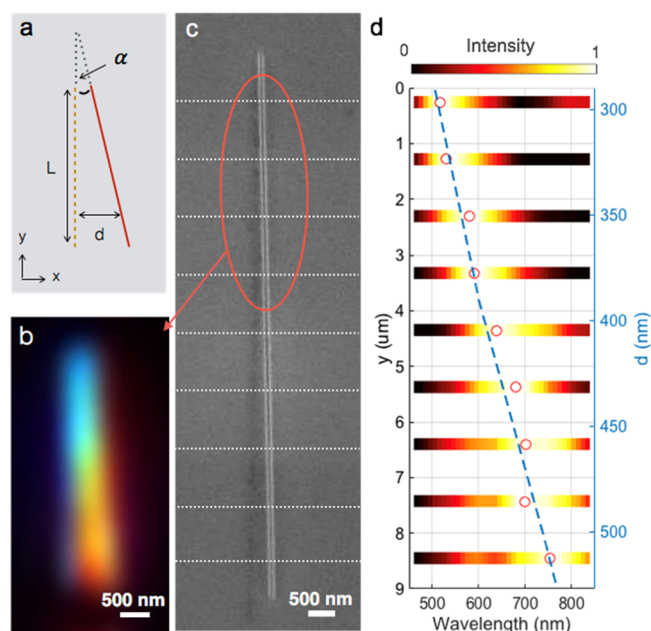 a
α
L
d
y
x
b
500 nm
c
500 nm
d
0 Intensity 1
0
1
2
3
4
5
6
7
8
9
y (um)
300
350
400
450
500
d (nm)
500 600 700 800
Wavelength (nm)